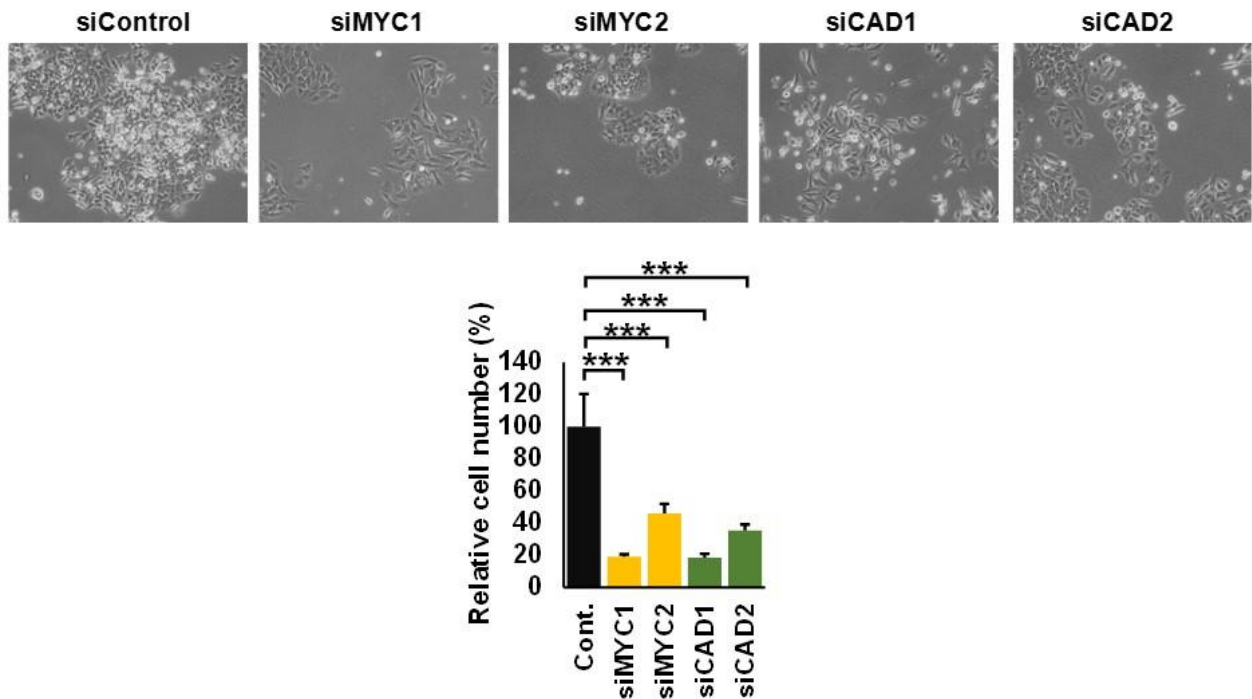 siControl siMYC1 siMYC2 siCAD1 siCAD2
***
***
***
***
Relative cell number (%)
140
120
100
80
60
40
20
0
Cont.
siMYC1
siMYC2
siCAD1
siCAD2